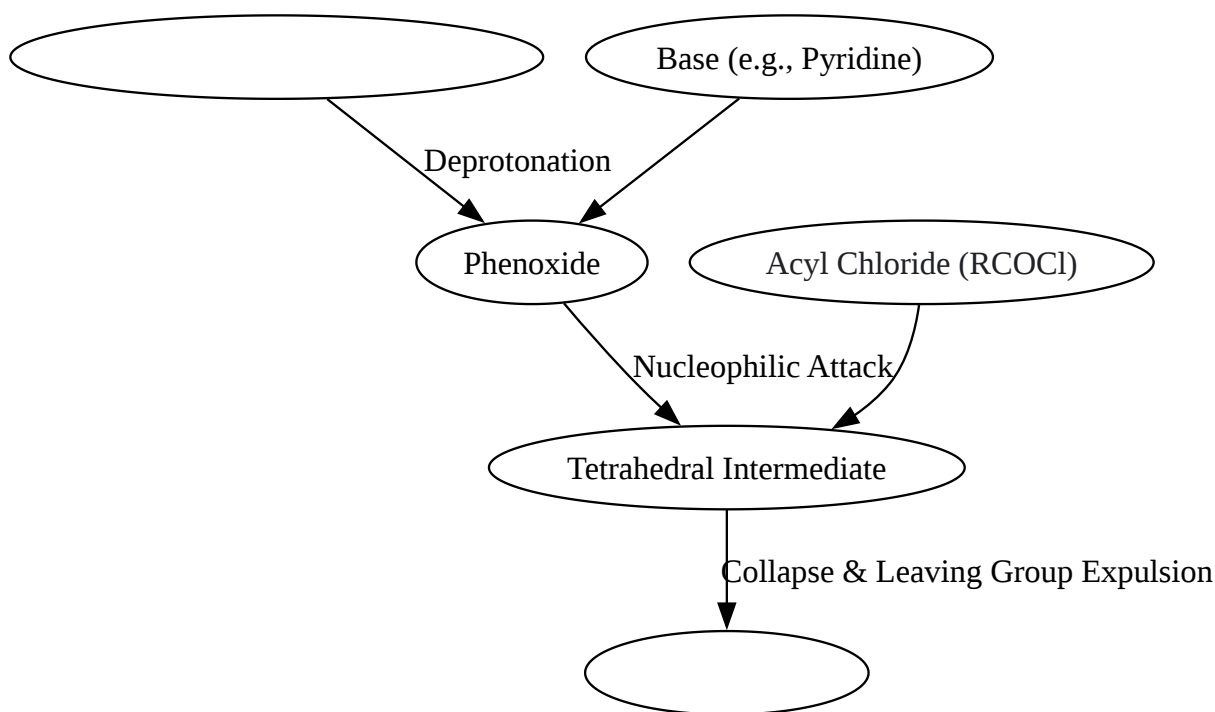 Base (e.g., Pyridine)
Deprotonation
Phenoxide
Acyl Chloride (RCOCl)
Nucleophilic Attack
Tetrahedral Intermediate
Collapse & Leaving Group Expulsion